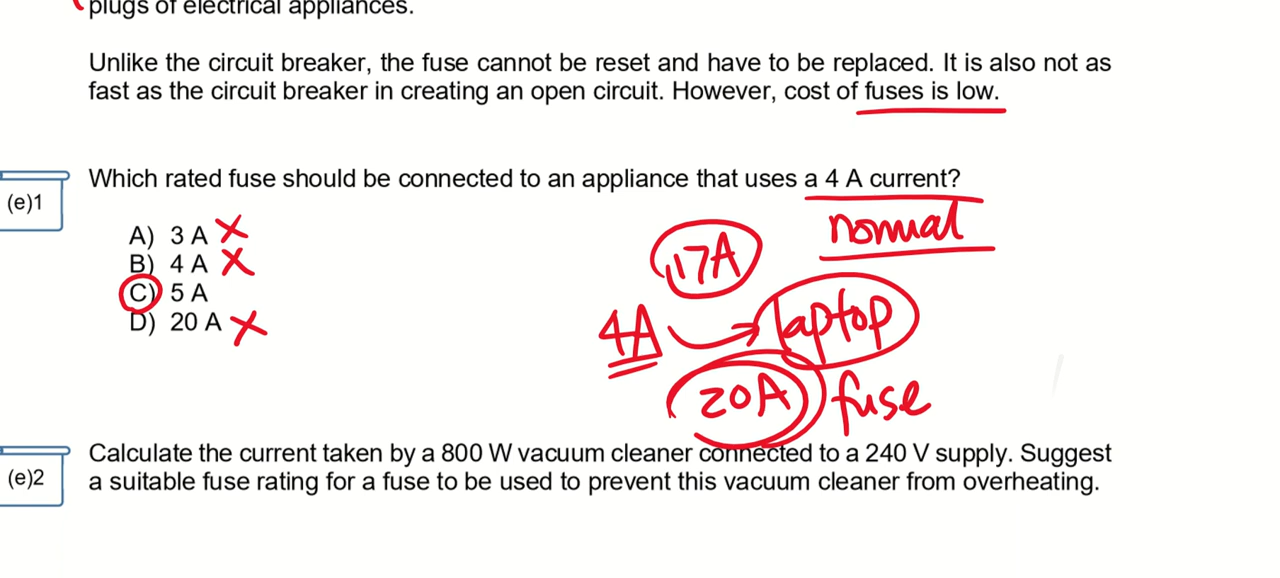 plugs of electrical appliances.
Unlike the circuit breaker, the fuse cannot be reset and have to be replaced. It is also not as
fast as the circuit breaker in creating an open circuit. However, cost of fuses is low.
(e)1
Which rated fuse should be connected to an appliance that uses a 4 A current?
normal
A) 3 A
B) 4 A
C) 5 A
D) 20 A
17A
4A laptop
20A fuse
(e)2
Calculate the current taken by a 800 W vacuum cleaner connected to a 240 V supply. Suggest
a suitable fuse rating for a fuse to be used to prevent this vacuum cleaner from overheating.